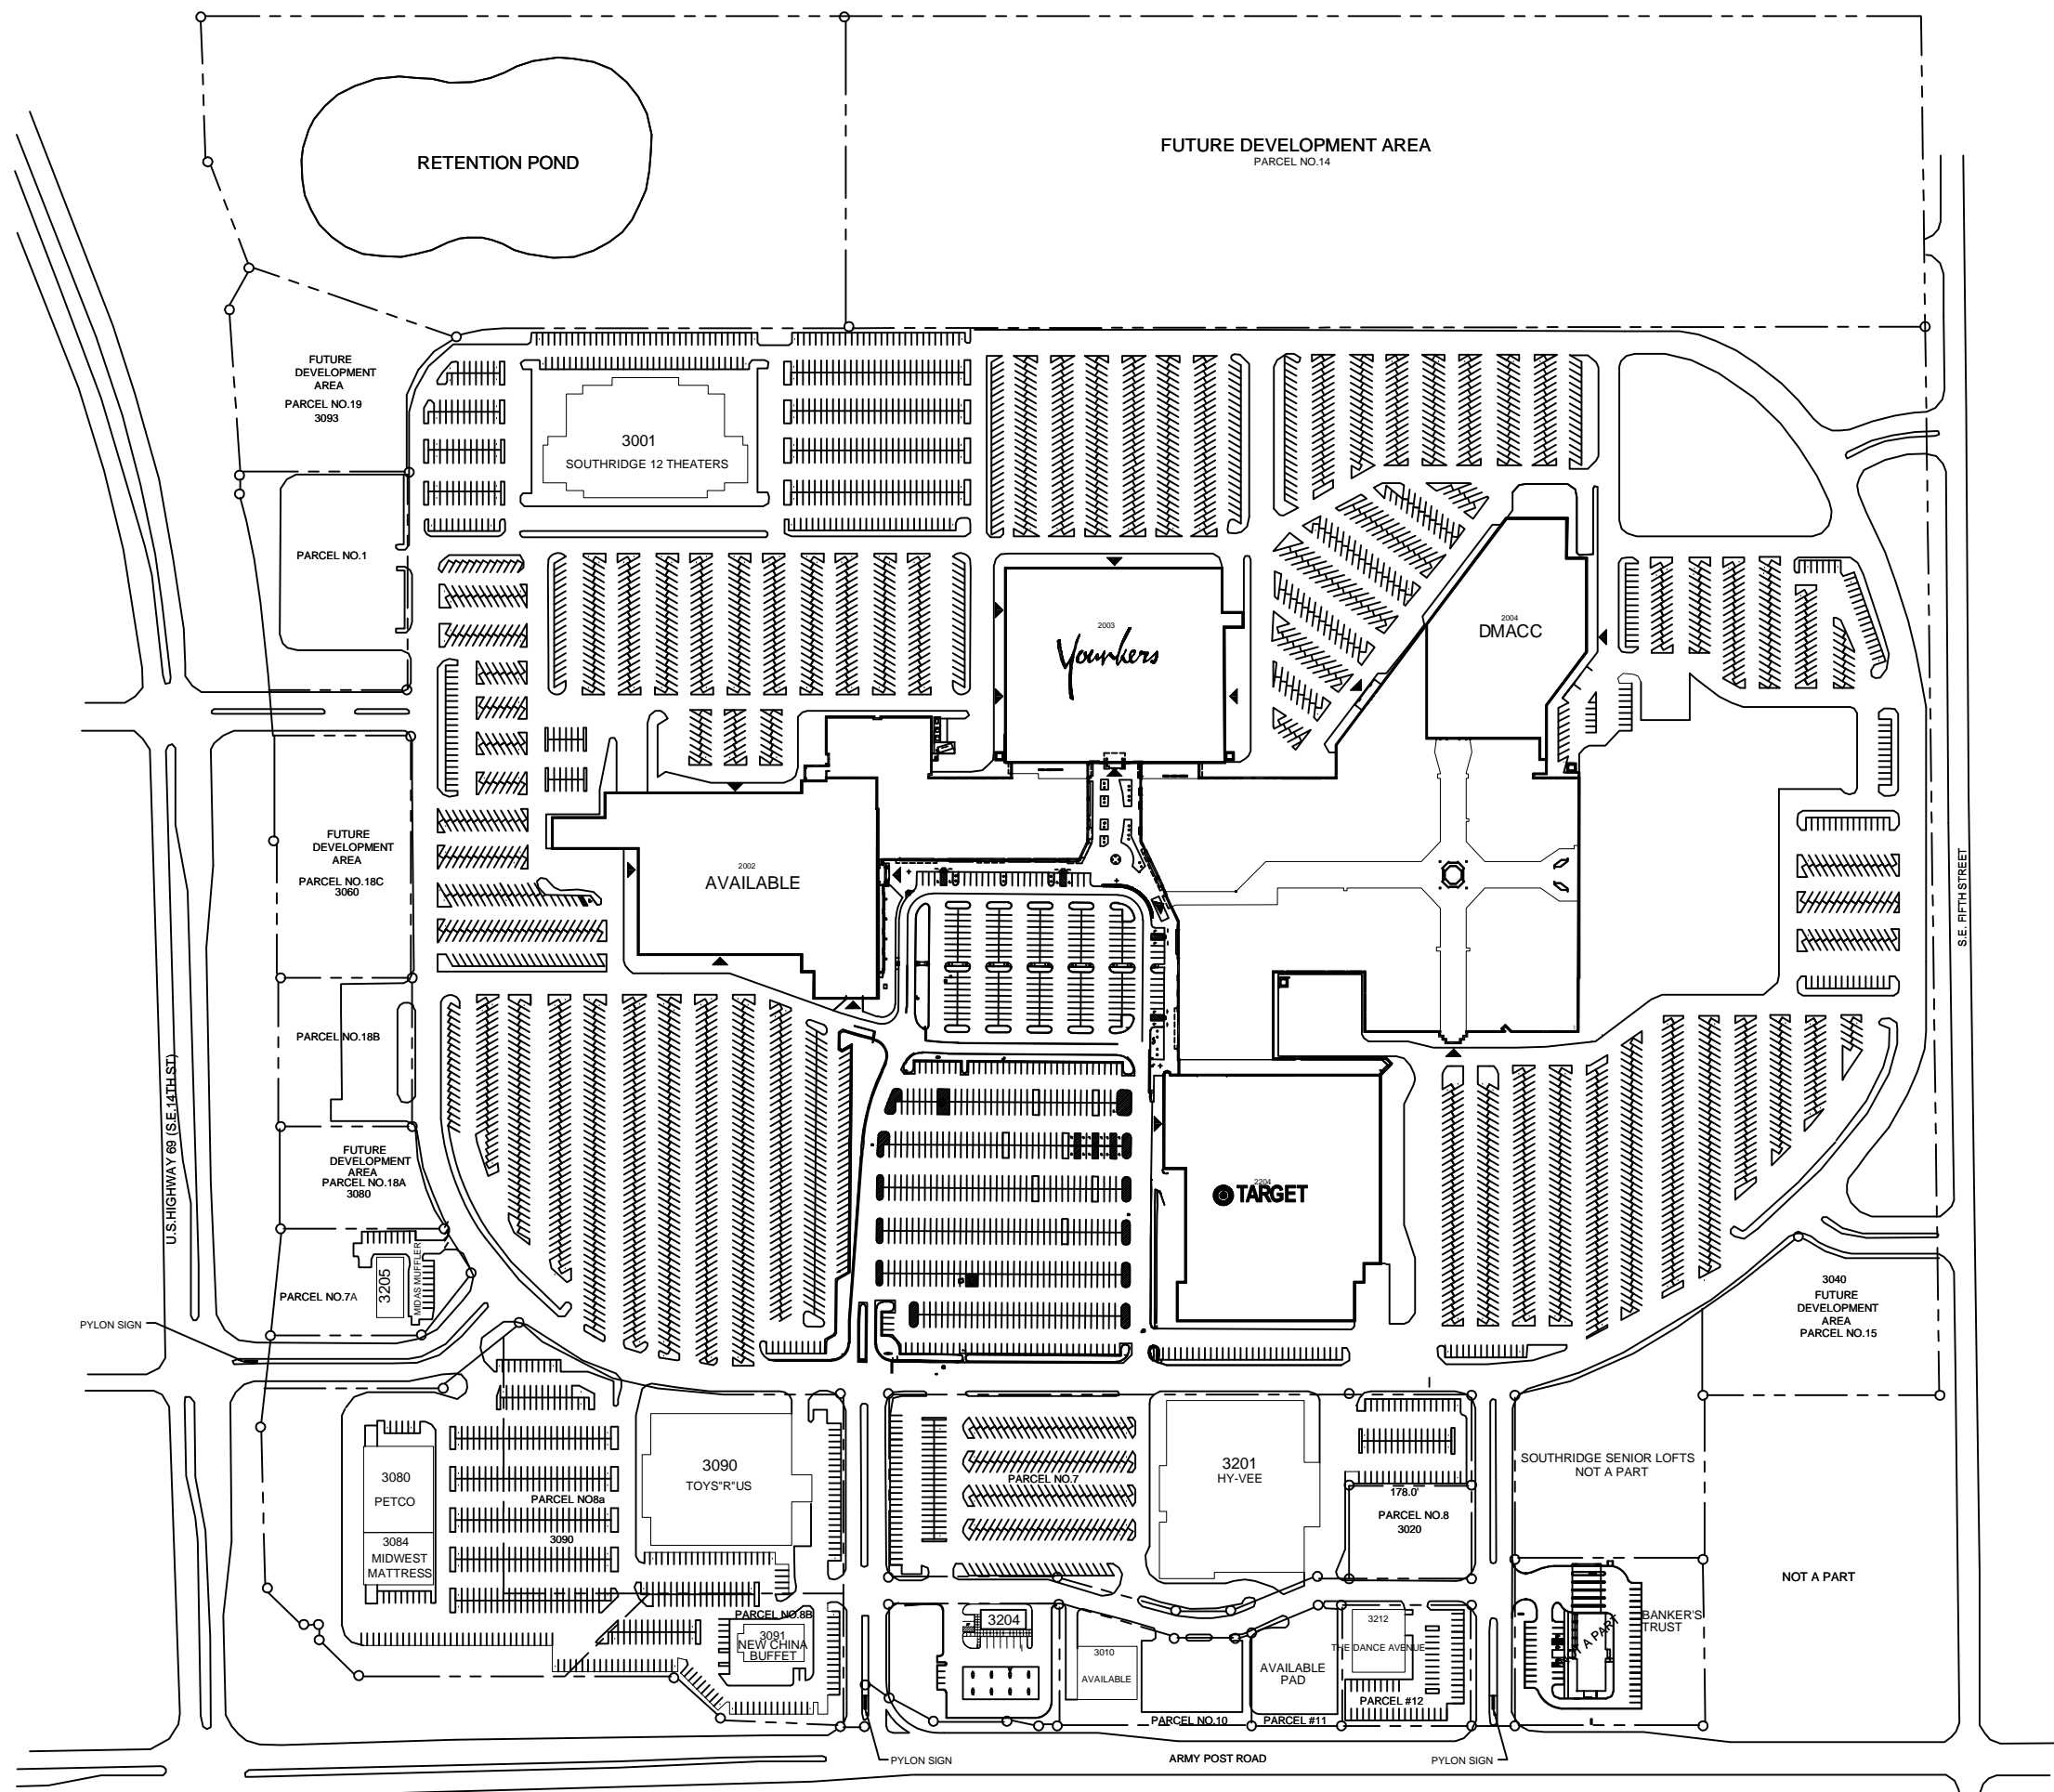 RETENTION POND
FUTURE DEVELOPMENT AREA
PARCEL NO.14
FUTURE
DEVELOPMENT
AREA
PARCEL NO.19
3093
3001
SOUTHRIDGE 12 THEATERS
PARCEL NO.1
2003
Younkers
2004
DMACC
FUTURE
DEVELOPMENT
AREA
PARCEL NO.18C
3060
2002
AVAILABLE
S.E. FIFTH STREET
PARCEL NO.18B
U.S.HIGHWAY 69 (S.E.14TH ST)
FUTURE
DEVELOPMENT
AREA
PARCEL NO.18A
3080
2204
TARGET
3205
MIDAS MUFFLER
PARCEL NO.7A
PYLON SIGN
3040
FUTURE
DEVELOPMENT
AREA
PARCEL NO.15
3080
PETCO
3084
MIDWEST
MATTRESS
PARCEL NO8a
3090
3090
TOYS"R"US
PARCEL NO.7
3201
HY-VEE
178.0'
PARCEL NO.8
3020
SOUTHRIDGE SENIOR LOFTS
NOT A PART
NOT A PART
PARCEL NO.8B
3091
NEW CHINA
BUFFET
3204
3010
AVAILABLE
PARCEL NO.10
AVAILABLE
PAD
PARCEL #11
3212
THE DANCE AVENUE
PARCEL #12
NOT A PART
BANKER'S
TRUST
PYLON SIGN
ARMY POST ROAD
PYLON SIGN